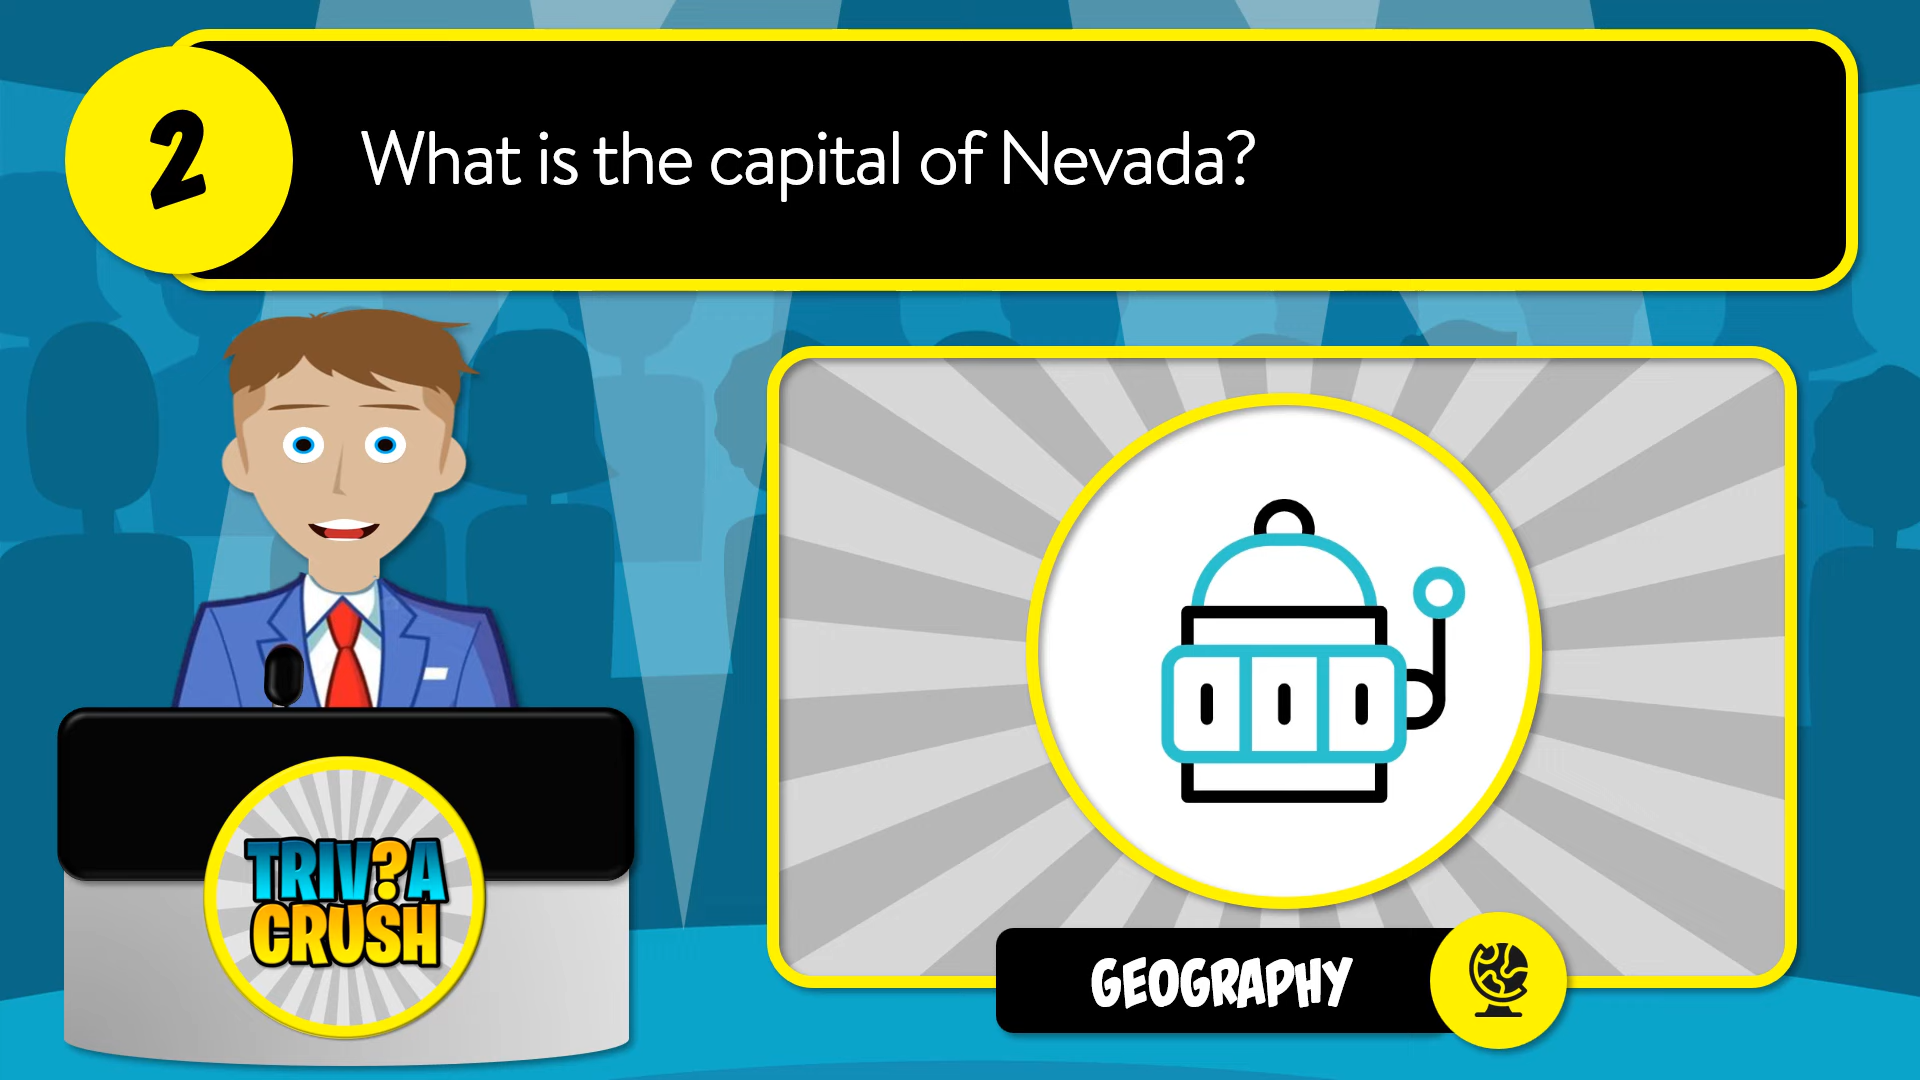 2
What is the capital of Nevada?
TRIV?A
CRUSH
GEOGRAPHY